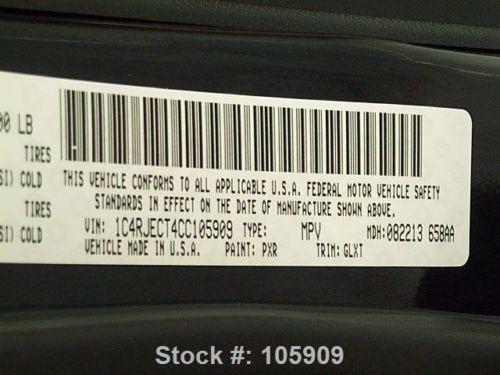 00 LB
TIRES
SI) COLD
THIS VEHICLE CONFORMS TO ALL APPLICABLE U.S.A. FEDERAL MOTOR VEHICLE SAFETY
TIRES
STANDARDS IN EFFECT ON THE DATE OF MANUFACTURE SHOWN ABOVE.
SI) COLD
VIN: 1C4RJECT4CC105909 TYPE: MPV MDH:082213 658AA
VEHICLE MADE IN U.S.A. PAINT: PXR TRIM: GLXT
Stock #: 105909